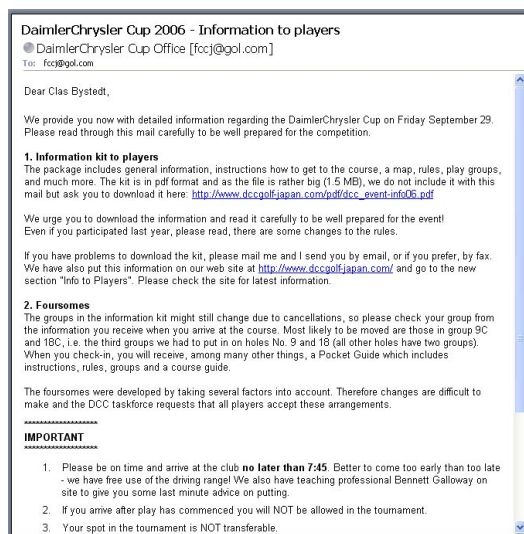 DaimlerChrysler Cup 2006 - Information to players
DaimlerChrysler Cup Office [fccj@gol.com]
To: fccj@gol.com
Dear Clas Bystedt,
We provide you now with detailed information regarding the DaimlerChrysler Cup on Friday September 29.
Please read through this mail carefully to be well prepared for the competition.
1. Information kit to players
The package includes general information, instructions how to get to the course, a map, rules, play groups,
and much more. The kit is in pdf format and as the file is rather big (1.5 MB), we do not include it with this
mail but ask you to download it here: http://www.dccgolf-japan.com/pdf/dcc_event-info06.pdf
We urge you to download the information and read it carefully to be well prepared for the event!
Even if you participated last year, please read, there are some changes to the rules.
If you have problems to download the kit, please mail me and I send you by email, or if you prefer, by fax.
We have also put this information on our web site at http://www.dccgolf-japan.com/ and go to the new
section "Info to Players". Please check the site for latest information.
2. Foursomes
The groups in the information kit might still change due to cancellations, so please check your group from
the information you receive when you arrive at the course. Most likely to be moved are those in group 9C
and 18C, i.e. the third groups we had to put in on holes No. 9 and 18 (all other holes have two groups).
When you check-in, you will receive, among many other things, a Pocket Guide which includes
instructions, rules, groups and a course guide.
The foursomes were developed by taking several factors into account. Therefore changes are difficult to
make and the DCC taskforce requests that all players accept these arrangements.
*******************
IMPORTANT
*******************
1. Please be on time and arrive at the club no later than 7:45. Better to come too early than too late
- we have free use of the driving range! We also have teaching professional Bennett Galloway on
site to give you some last minute advice on putting.
2. If you arrive after play has commenced you will NOT be allowed in the tournament.
3. Your spot in the tournament is NOT transferable.